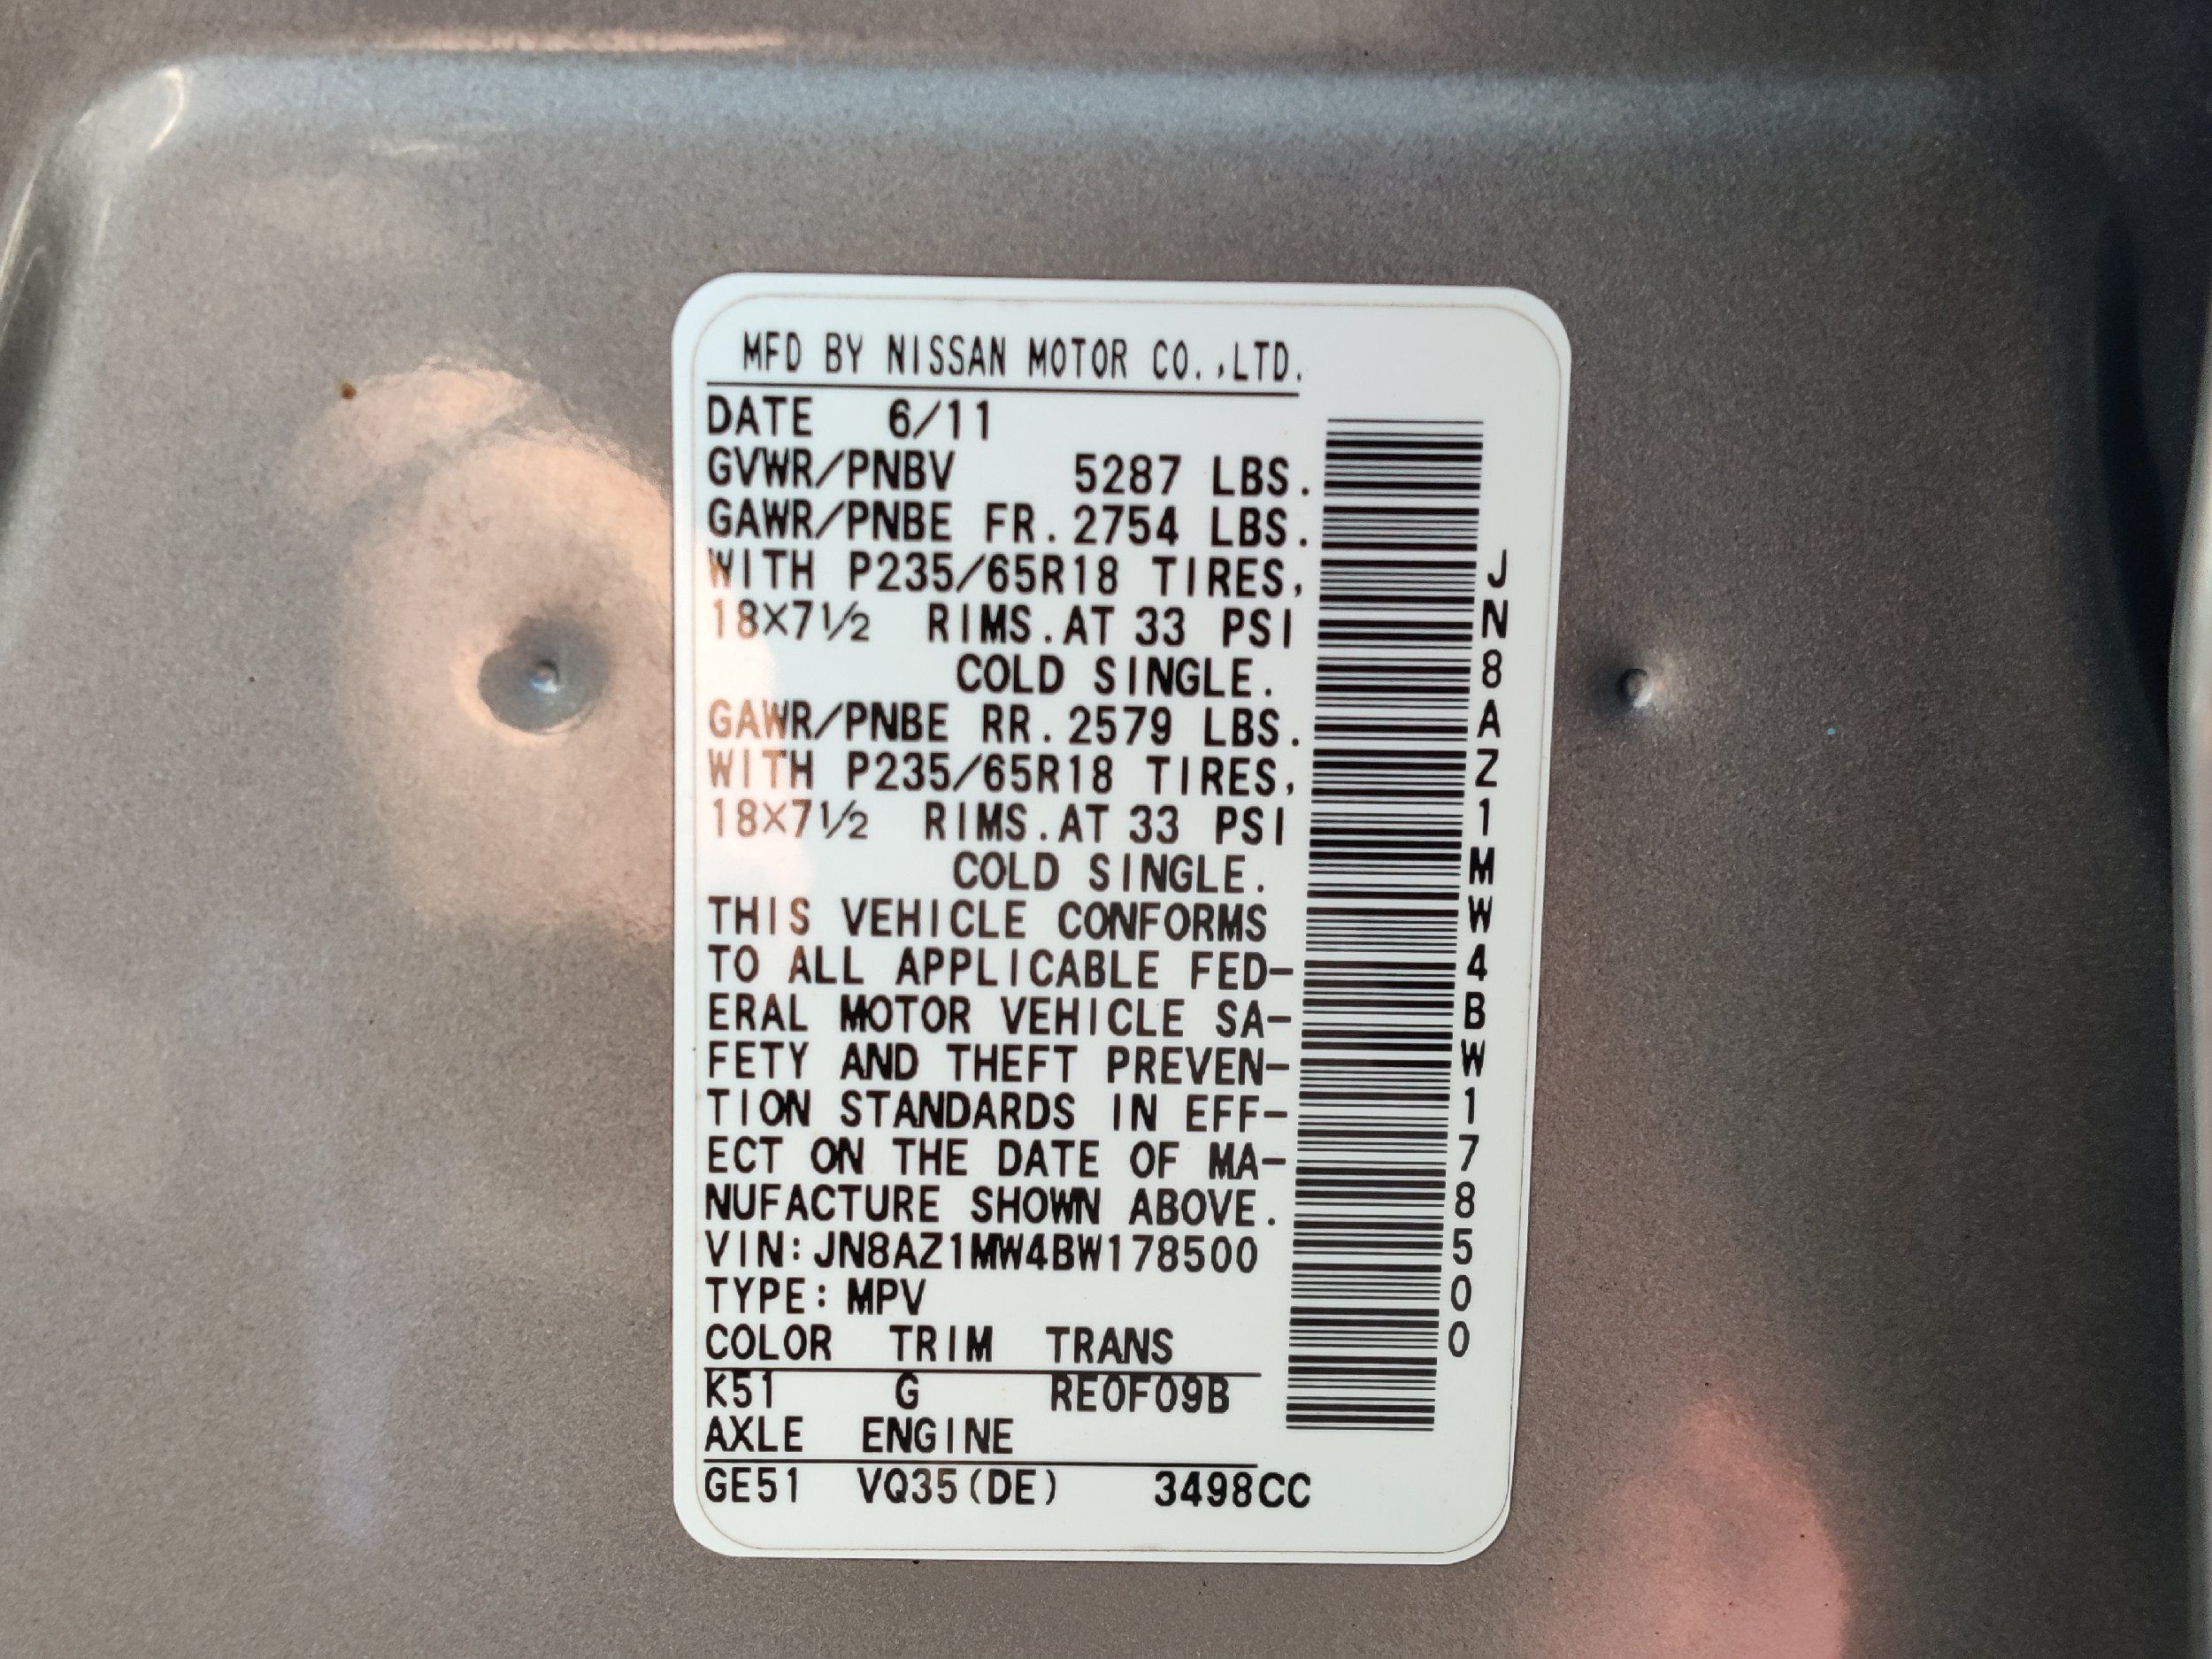 MFD BY NISSAN MOTOR CO.,LTD.
DATE 6/11
GVWR/PNBV 5287 LBS.
GAWR/PNBE FR. 2754 LBS.
WITH P235/65R18 TIRES,
18×7½ RIMS. AT 33 PSI
COLD SINGLE.
GAWR/PNBE RR. 2579 LBS.
WITH P235/65R18 TIRES,
18×7½ RIMS. AT 33 PSI
COLD SINGLE.
THIS VEHICLE CONFORMS
TO ALL APPLICABLE FED-
ERAL MOTOR VEHICLE SA-
FETY AND THEFT PREVEN-
TION STANDARDS IN EFF-
ECT ON THE DATE OF MA-
NUFACTURE SHOWN ABOVE.
VIN: JN8AZ1MW4BW178500
TYPE: MPV
COLOR TRIM TRANS
K51 G RE0F09B
AXLE ENGINE
GE51 VQ35(DE) 3498CC
JN8AZ1MW4BW178500